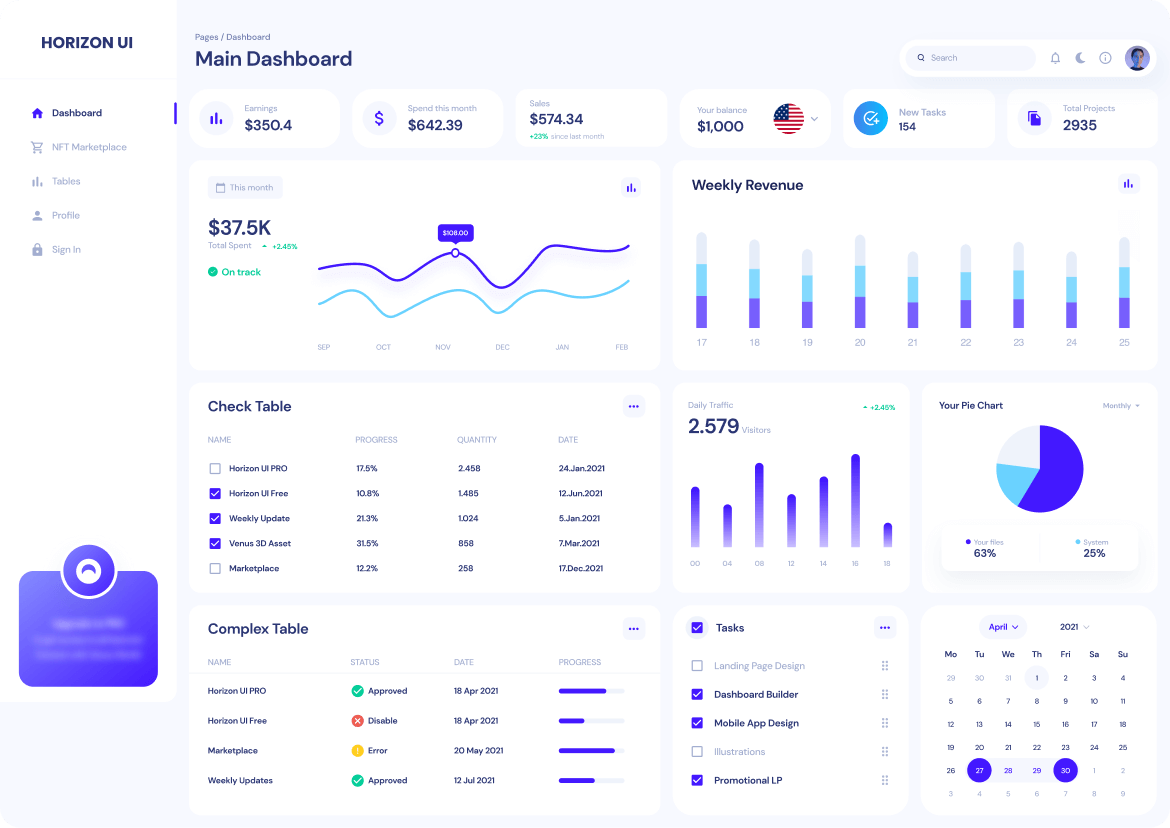 HORIZON UI
Dashboard
NFT Marketplace
Tables
Profile
Sign In
Pages / Dashboard
Main Dashboard
Search
Earnings
$350.4
Spend this month
$642.39
Sales
$574.34
+23% since last month
Your balance
$1,000
New Tasks
154
Total Projects
2935
This month
$37.5K
Total Spent +2.45%
On track
$108.00
SEP OCT NOV DEC JAN FEB
Weekly Revenue
17 18 19 20 21 22 23 24 25
Check Table
NAME PROGRESS QUANTITY DATE
Horizon UI PRO 17.5% 2.458 24.Jan.2021
Horizon UI Free 10.8% 1.485 12.Jun.2021
Weekly Update 21.3% 1.024 5.Jan.2021
Venus 3D Asset 31.5% 858 7.Mar.2021
Marketplace 12.2% 258 17.Dec.2021
Daily Traffic
+2.45%
2.579 Visitors
00 04 08 12 14 16 18
Your Pie Chart
Monthly
Your files
63%
System
25%
Complex Table
NAME STATUS DATE PROGRESS
Horizon UI PRO Approved 18 Apr 2021
Horizon UI Free Disable 18 Apr 2021
Marketplace Error 20 May 2021
Weekly Updates Approved 12 Jul 2021
Tasks
Landing Page Design
Dashboard Builder
Mobile App Design
Illustrations
Promotional LP
April 2021
Mo Tu We Th Fri Sa Su
29 30 31 1 2 3 4
5 6 7 8 9 10 11
12 13 14 15 16 17 18
19 20 21 22 23 24 25
26 27 28 29 30 1 2
3 4 5 6 7 8 9